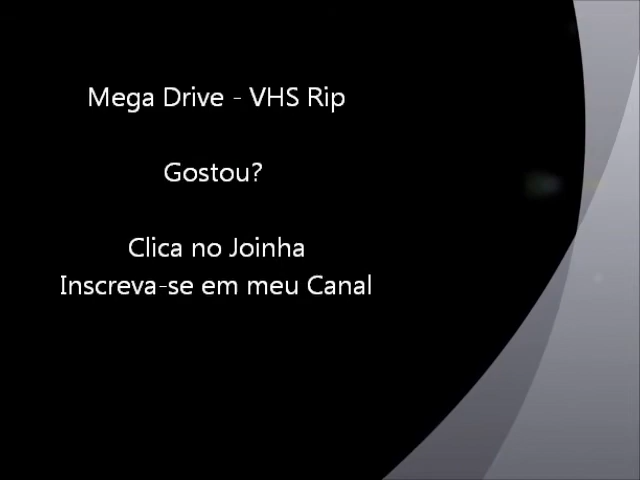 Mega Drive - VHS Rip
Gostou?
Clica no Joinha
Inscreva-se em meu Canal